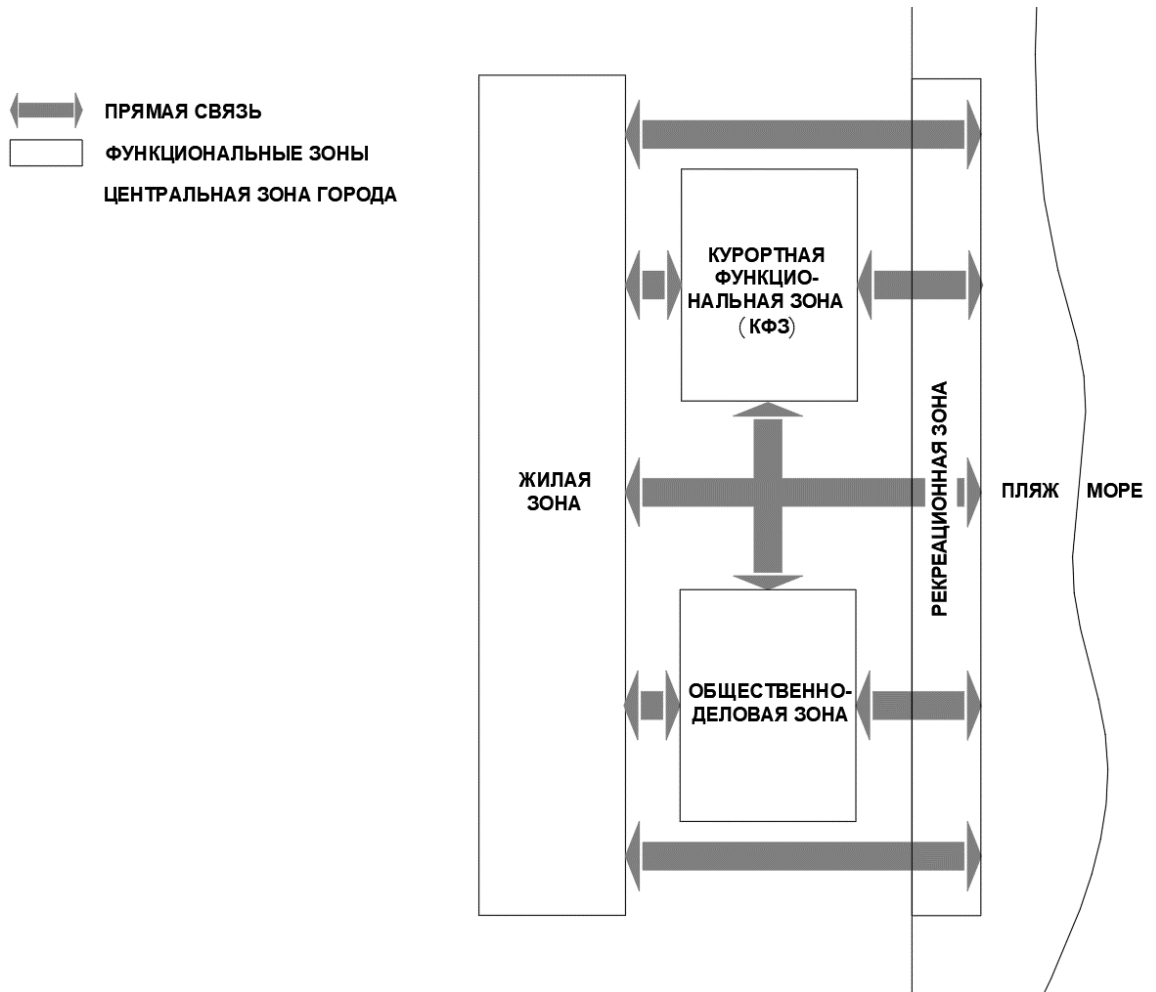 ПРЯМАЯ СВЯЗЬ
ФУНКЦИОНАЛЬНЫЕ ЗОНЫ
ЦЕНТРАЛЬНАЯ ЗОНА ГОРОДА
КУРОРТНАЯ
ФУНКЦИО-
НАЛЬНАЯ ЗОНА
(КФЗ)
ЖИЛАЯ
ЗОНА
РЕКРЕАЦИОННАЯ ЗОНА
ПЛЯЖ
МОРЕ
ОБЩЕСТВЕННО-
ДЕЛОВАЯ ЗОНА